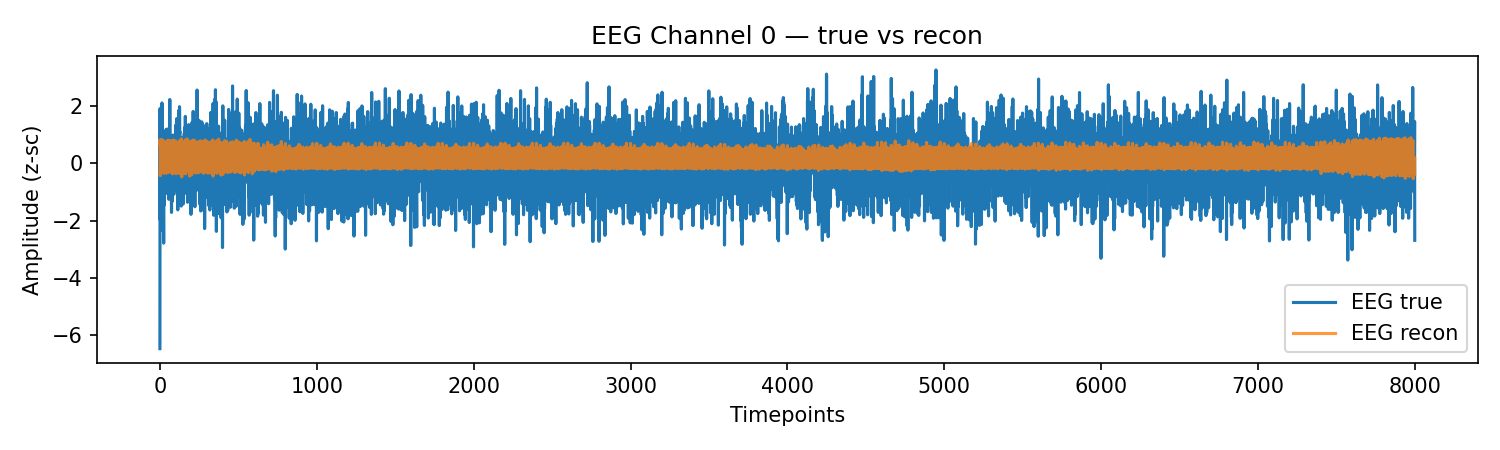 EEG Channel 0 — true vs recon
Amplitude (z-sc)
2
0
−2
−4
−6
EEG true
EEG recon
0 1000 2000 3000 4000 5000 6000 7000 8000
Timepoints